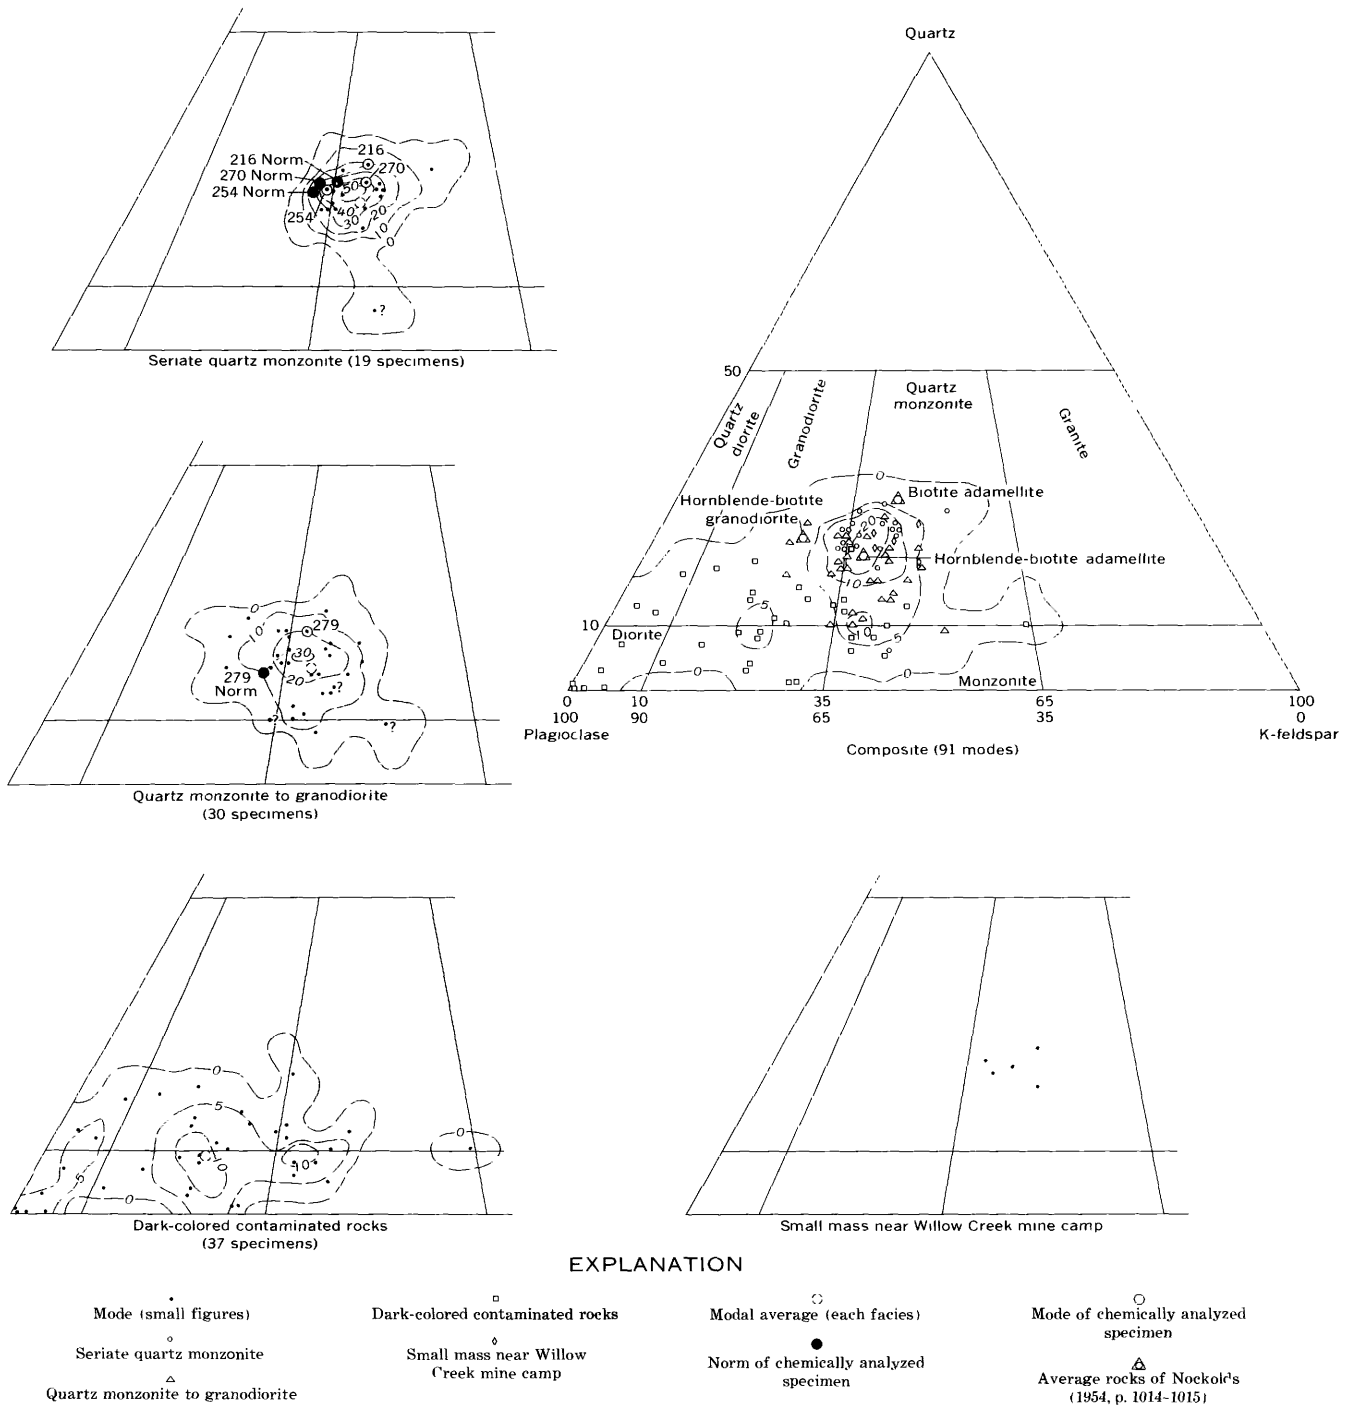 216
216 Norm
270 Norm
270
254 Norm
254
50
40
30
20
10
0
?
Seriate quartz monzonite (19 specimens)
0
279
10
30
20
279
Norm
?
?
?
Quartz monzonite to granodiorite
(30 specimens)
0
5
10
10
5
0
0
Dark-colored contaminated rocks
(37 specimens)
Quartz
50
Quartz
diorite
Granodiorite
Quartz
monzonite
Granite
0
Biotite adamellite
Hornblende-biotite
granodiorite
20
Hornblende-biotite adamellite
10
5
10
10
5
Diorite
0
0
Monzonite
0
10
35
65
100
100
90
65
35
0
Plagioclase
K-feldspar
Composite (91 modes)
Small mass near Willow Creek mine camp
EXPLANATION
Mode (small figures)
Seriate quartz monzonite
Quartz monzonite to granodiorite
Dark-colored contaminated rocks
Small mass near Willow
Creek mine camp
Modal average (each facies)
Norm of chemically analyzed
specimen
Mode of chemically analyzed
specimen
Average rocks of Nockolds
(1954, p. 1014-1015)